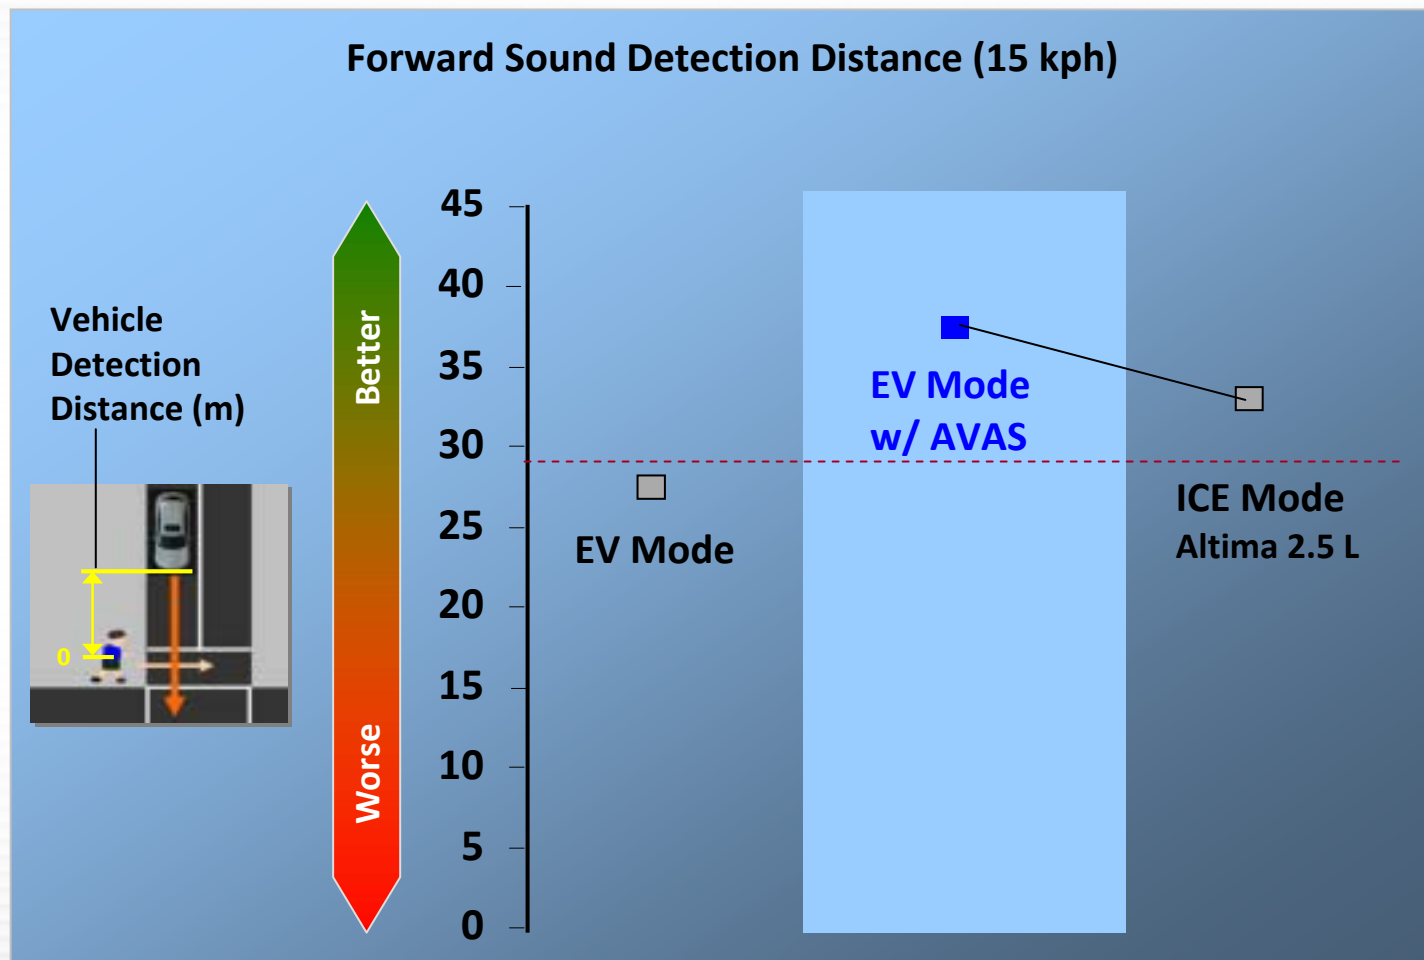 Forward Sound Detection Distance (15 kph)
Vehicle
Detection
Distance (m)
0
Better
Worse
45
40
35
30
25
20
15
10
5
0
EV Mode
EV Mode
w/ AVAS
ICE Mode
Altima 2.5 L